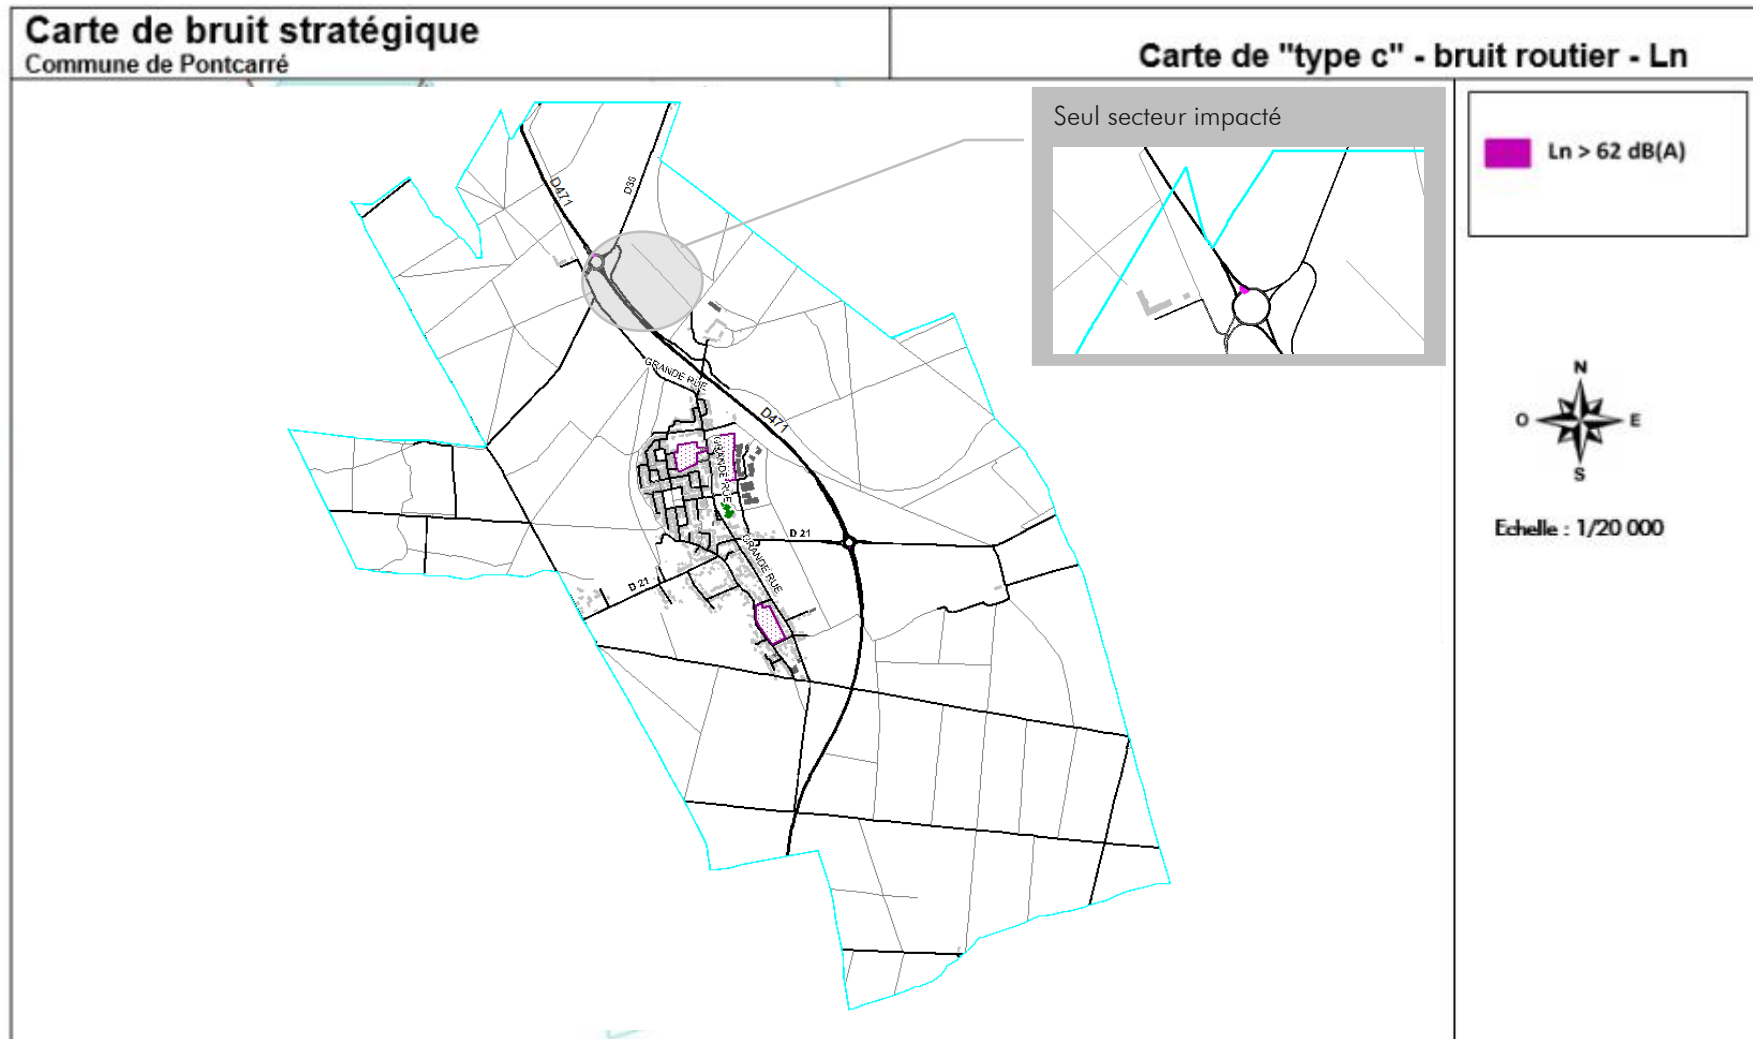 Carte de bruit stratégique
Commune de Pontcarré
Carte de "type c" - bruit routier - Ln
Seul secteur impacté
Ln > 62 dB(A)
D471
D35
GRANDE RUE
D471
GRANDE RUE
D 21
GRANDE RUE
D 21
N
O
E
S
Echelle : 1/20 000